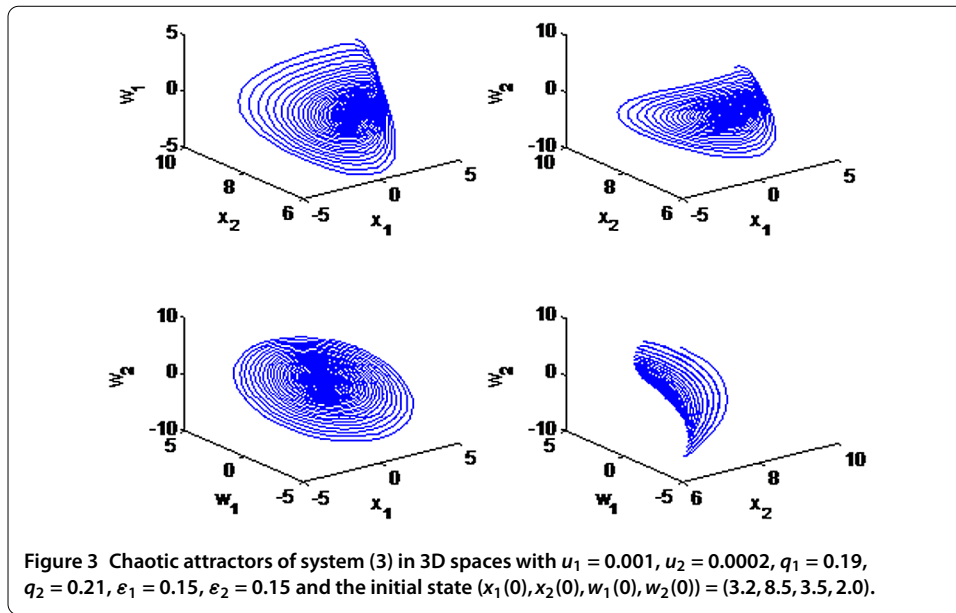 5
0
-5
w₁
10
8
6
x₂
-5
0
5
x₁
10
0
-10
w₂
10
8
6
x₂
-5
0
5
x₁
10
0
-10
w₂
5
0
-5
w₁
-5
0
5
x₁
10
0
-10
w₂
5
0
-5
w₁
6
8
10
x₂
Figure 3 Chaotic attractors of system (3) in 3D spaces with u₁ = 0.001, u₂ = 0.0002, q₁ = 0.19,
q₂ = 0.21, ε₁ = 0.15, ε₂ = 0.15 and the initial state (x₁(0), x₂(0), w₁(0), w₂(0)) = (3.2, 8.5, 3.5, 2.0).